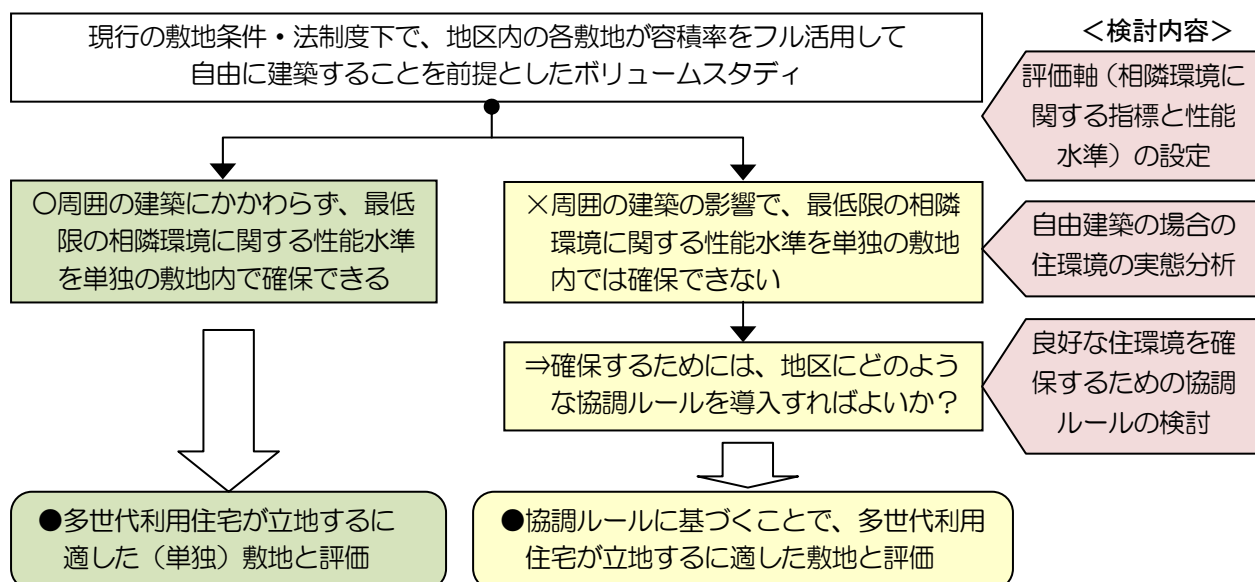 現行の敷地条件・法制度下で、地区内の各敷地が容積率をフル活用して
自由に建築することを前提としたボリュームスタディ
<検討内容>
評価軸（相隣環境に
関する指標と性能
水準）の設定
○周囲の建築にかかわらず、最低
限の相隣環境に関する性能水準
を単独の敷地内で確保できる
×周囲の建築の影響で、最低限の相隣
環境に関する性能水準を単独の敷地
内では確保できない
自由建築の場合の
住環境の実態分析
⇒確保するためには、地区にどのよう
な協調ルールを導入すればよいか？
良好な住環境を確
保するための協調
ルールの検討
●多世代利用住宅が立地するに
適した（単独）敷地と評価
●協調ルールに基づくことで、多世代利用
住宅が立地するに適した敷地と評価